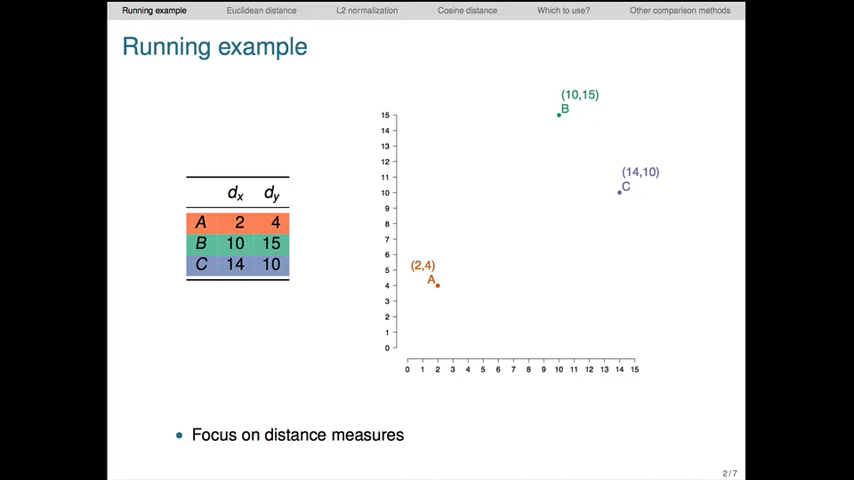 Running example Euclidean distance L2 normalization Cosine distance Which to use? Other comparison methods
Running example
dx dy
A 2 4
B 10 15
C 14 10
(10,15)
B
(14,10)
C
(2,4)
A
15
14
13
12
11
10
9
8
7
6
5
4
3
2
1
0
0 1 2 3 4 5 6 7 8 9 10 11 12 13 14 15
• Focus on distance measures
2 / 7